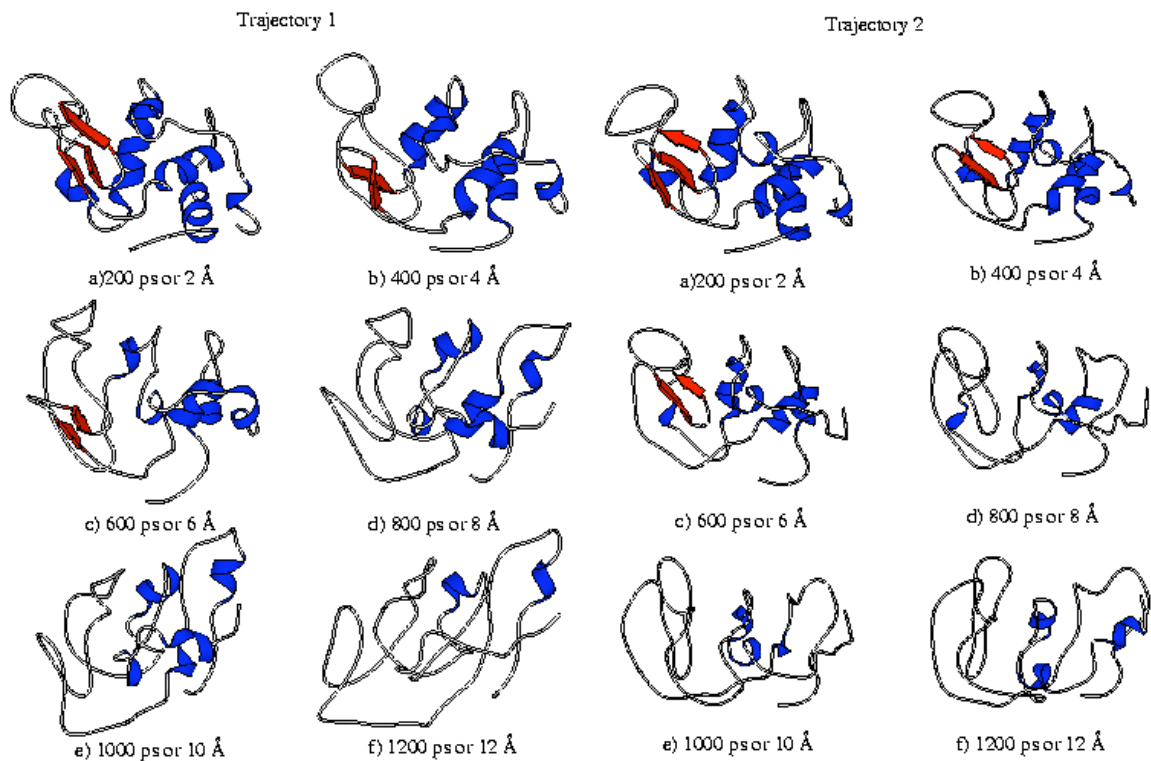 Trajectory 1
Trajectory 2
a)200 ps or 2 Å
b) 400 ps or 4 Å
a)200 ps or 2 Å
b) 400 ps or 4 Å
c) 600 ps or 6 Å
d) 800 ps or 8 Å
c) 600 ps or 6 Å
d) 800 ps or 8 Å
e) 1000 ps or 10 Å
f) 1200 ps or 12 Å
e) 1000 ps or 10 Å
f) 1200 ps or 12 Å